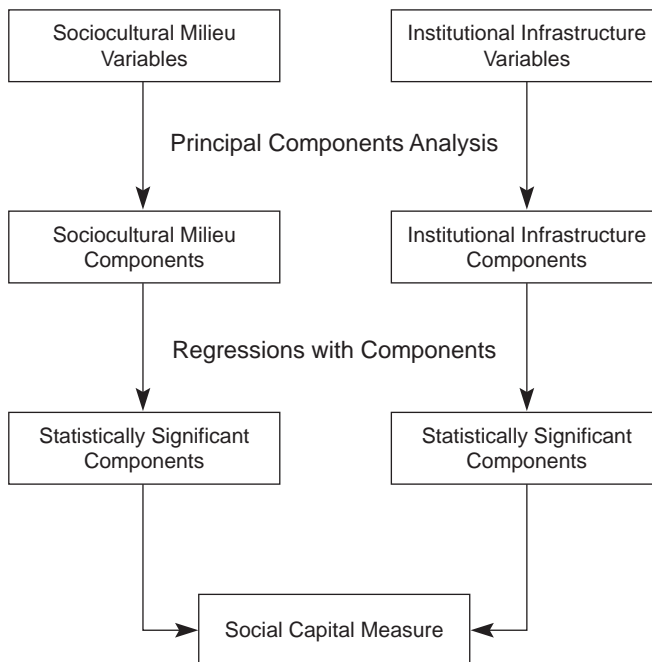 Sociocultural Milieu
Variables
Institutional Infrastructure
Variables
Principal Components Analysis
Sociocultural Milieu
Components
Institutional Infrastructure
Components
Regressions with Components
Statistically Significant
Components
Statistically Significant
Components
Social Capital Measure